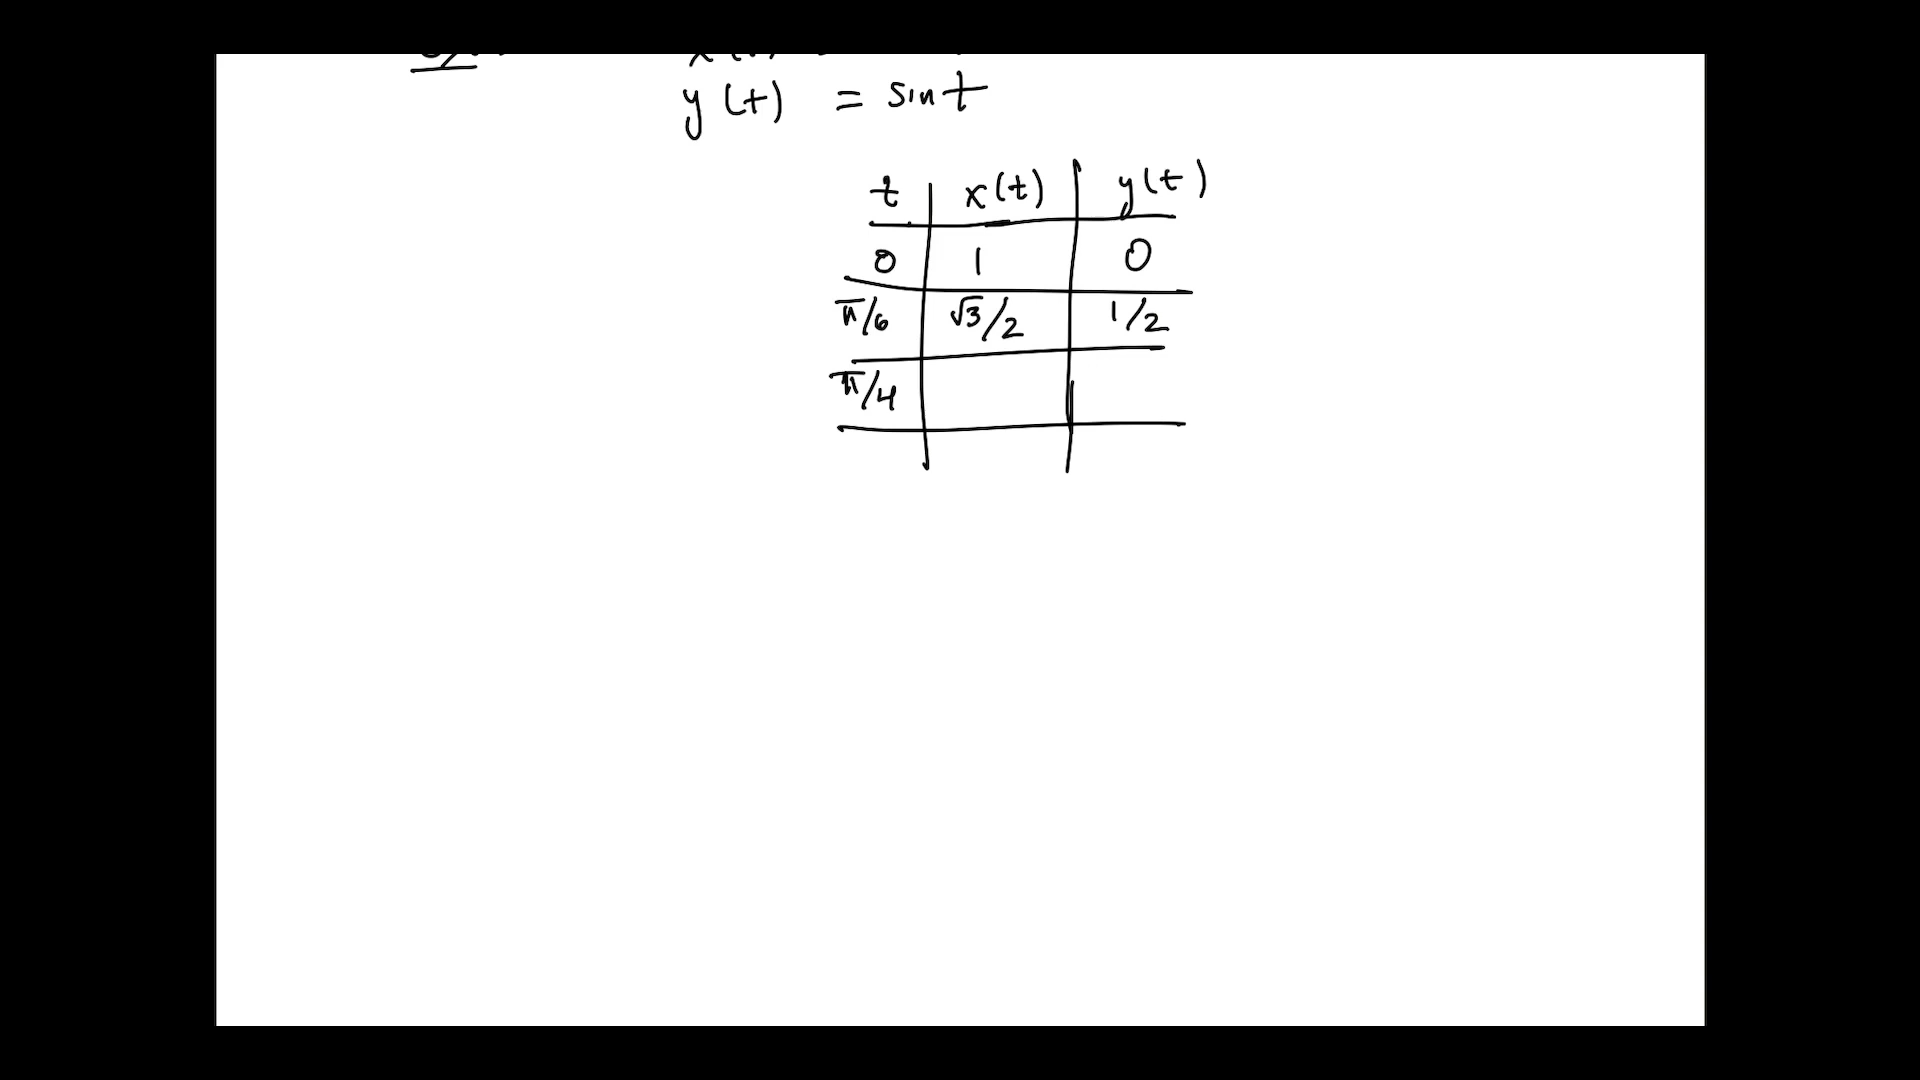 y(t) = sin t
t x(t) y(t)
0 1 0
π/6 √3/2 1/2
π/4